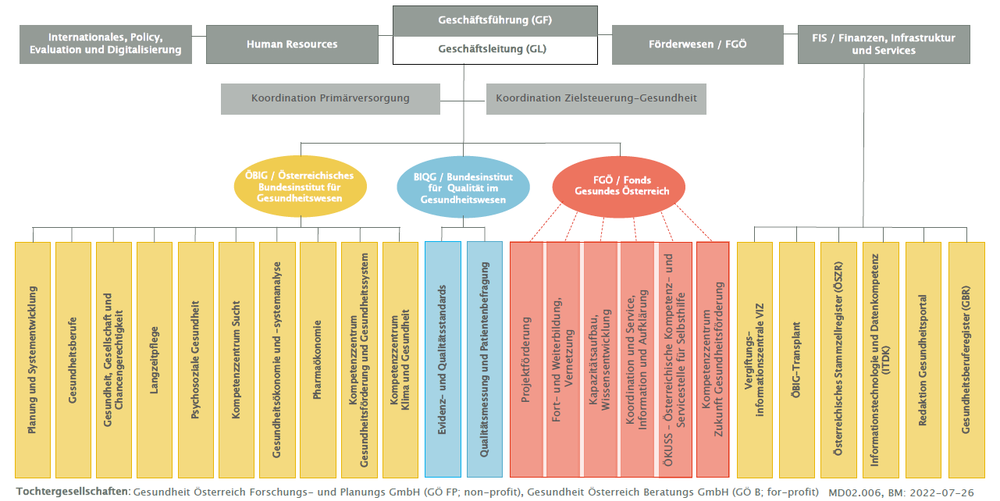 Geschäftsführung (GF)
Geschäftsleitung (GL)
Internationales, Policy,
Evaluation und Digitalisierung
Human Resources
Förderwesen / FGÖ
FIS / Finanzen, Infrastruktur
und Services
Koordination Primärversorgung
Koordination Zielsteuerung-Gesundheit
ÖBIG / Österreichisches
Bundesinstitut für
Gesundheitswesen
BIQG / Bundesinstitut
für Qualität im
Gesundheitswesen
FGÖ / Fonds
Gesundes Österreich
Planung und Systementwicklung
Gesundheitsberufe
Gesundheit, Gesellschaft und
Chancengerechtigkeit
Langzeitpflege
Psychosoziale Gesundheit
Kompetenzzentrum Sucht
Gesundheitsökonomie und -systemanalyse
Pharmaökonomie
Kompetenzzentrum
Gesundheitsförderung und Gesundheitssystem
Kompetenzzentrum
Klima und Gesundheit
Evidenz- und Qualitätsstandards
Qualitätsmessung und Patientenbefragung
Projektförderung
Fort- und Weiterbildung,
Vernetzung
Kapazitätsaufbau,
Wissensentwicklung
Koordination und Service,
Information und Aufklärung
ÖKUSS - Österreichische Kompetenz- und
Servicestelle für Selbsthilfe
Kompetenzzentrum
Zukunft Gesundheitsförderung
Vergiftungs-
informationszentrale VIZ
ÖBIG-Transplant
Österreichisches Stammzellregister (ÖSZR)
Informationstechnologie und Datenkompetenz
(ITDK)
Redaktion Gesundheitsportal
Gesundheitsberuferegister (GBR)
Tochtergesellschaften: Gesundheit Österreich Forschungs- und Planungs GmbH (GÖ FP; non-profit), Gesundheit Österreich Beratungs GmbH (GÖ B; for-profit) MD02.006, BM: 2022-07-26